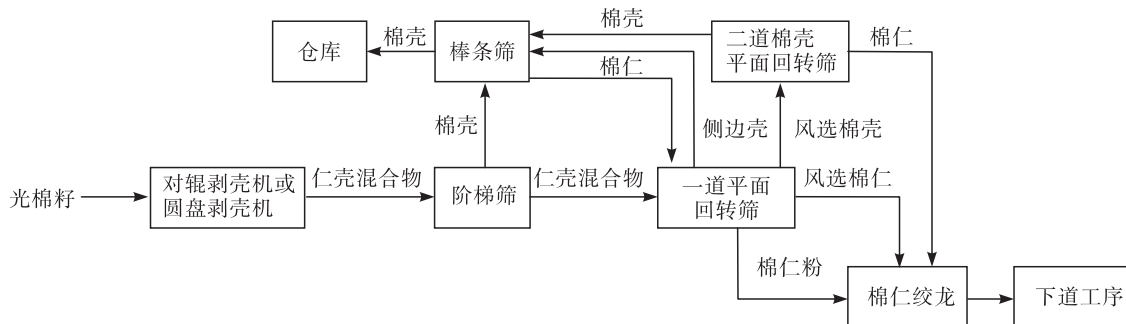 棉壳
仓库
棉壳
棒条筛
二道棉壳
平面回转筛
棉仁
棉仁
棉壳
侧边壳
风选棉壳
光棉籽
对辊剥壳机或
圆盘剥壳机
仁壳混合物
阶梯筛
仁壳混合物
一道平面
回转筛
风选棉仁
棉仁粉
棉仁绞龙
下道工序